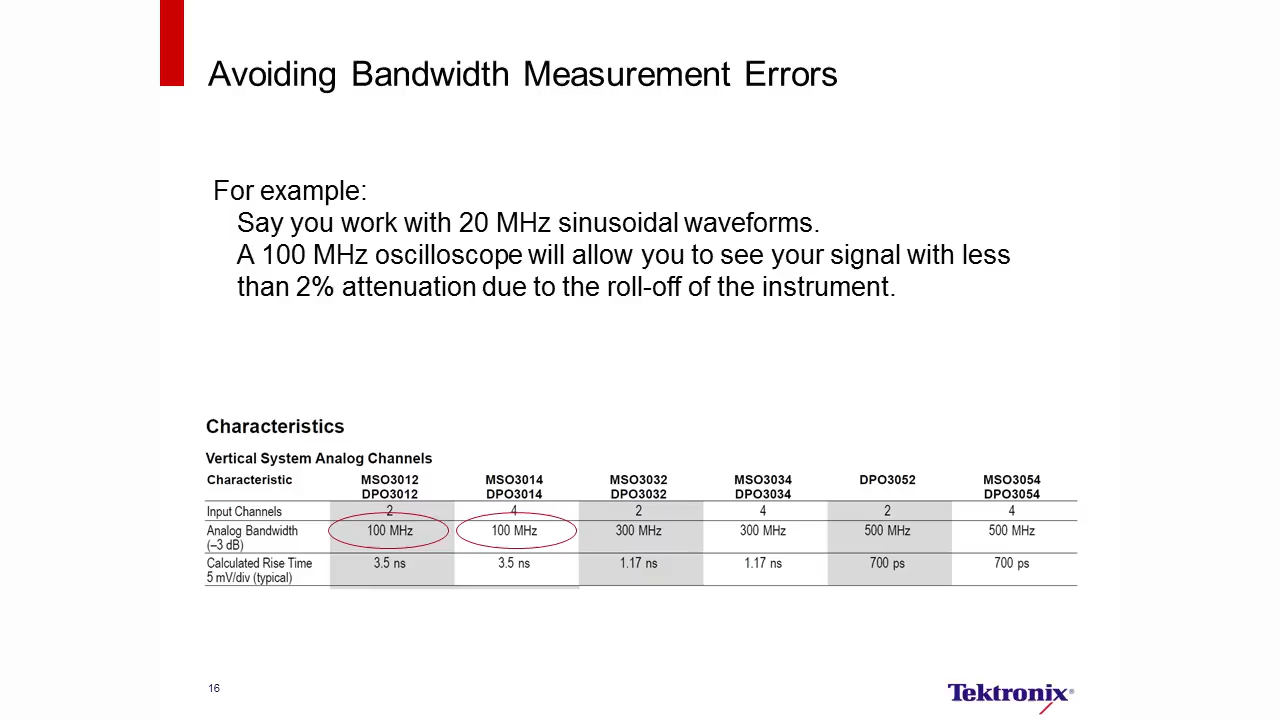 Avoiding Bandwidth Measurement Errors
For example:
Say you work with 20 MHz sinusoidal waveforms.
A 100 MHz oscilloscope will allow you to see your signal with less
than 2% attenuation due to the roll-off of the instrument.
Characteristics
Vertical System Analog Channels
Characteristic MSO3012 MSO3014 MSO3032 MSO3034 DPO3052 MSO3054
DPO3012 DPO3014 DPO3032 DPO3034 DPO3054
Input Channels 2 4 2 4 2 4
Analog Bandwidth 100 MHz 100 MHz 300 MHz 300 MHz 500 MHz 500 MHz
(–3 dB)
Calculated Rise Time 3.5 ns 3.5 ns 1.17 ns 1.17 ns 700 ps 700 ps
5 mV/div (typical)
16
Tektronix®